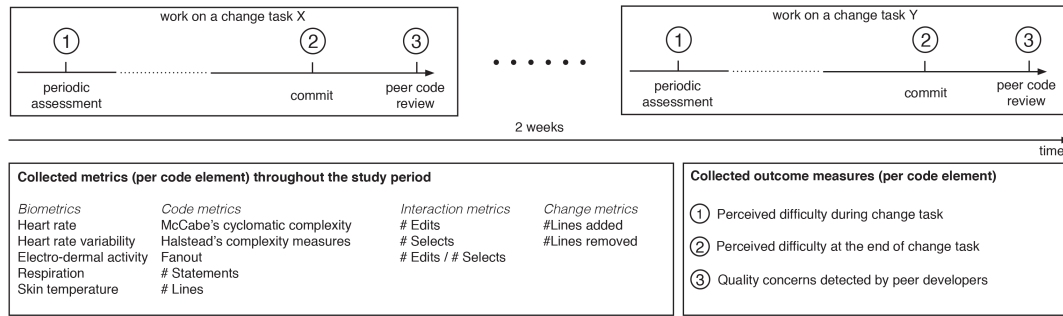 work on a change task X
1
2
3
periodic
assessment
commit
peer code
review
work on a change task Y
1
2
3
periodic
assessment
commit
peer code
review
2 weeks
time
Collected metrics (per code element) throughout the study period
Biometrics
Heart rate
Heart rate variability
Electro-dermal activity
Respiration
Skin temperature
Code metrics
McCabe's cyclomatic complexity
Halstead's complexity measures
Fanout
# Statements
# Lines
Interaction metrics
# Edits
# Selects
# Edits / # Selects
Change metrics
#Lines added
#Lines removed
Collected outcome measures (per code element)
1 Perceived difficulty during change task
2 Perceived difficulty at the end of change task
3 Quality concerns detected by peer developers